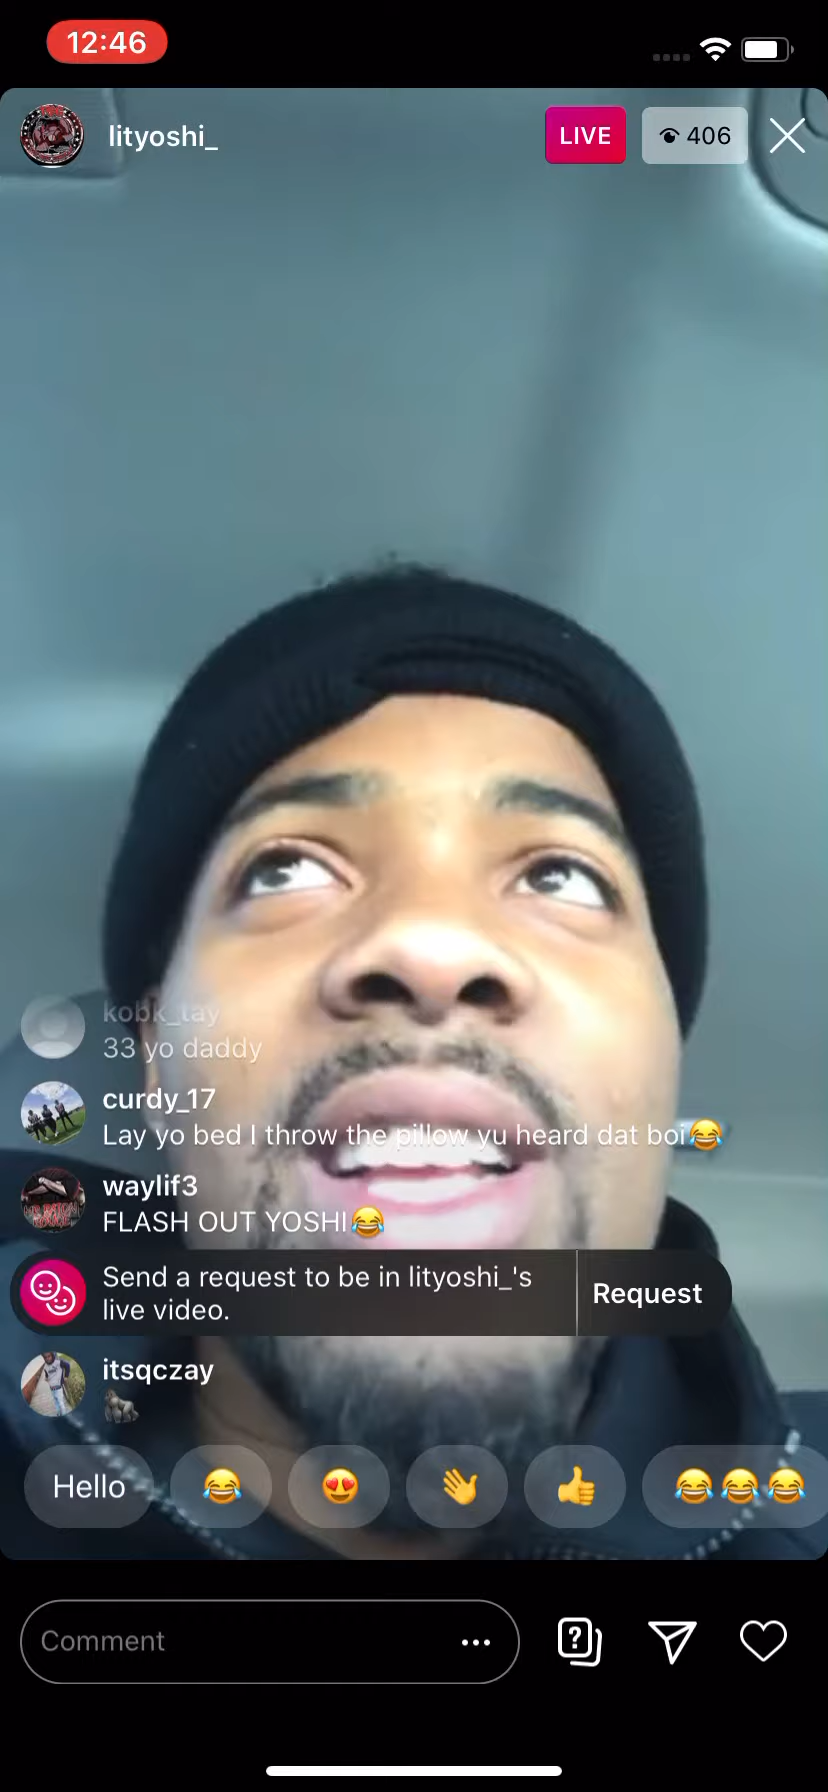 12:46
lityoshi_
LIVE
406
kobk_tay
33 yo daddy
curdy_17
Lay yo bed I throw the pillow yu heard dat boi😂
waylif3
FLASH OUT YOSHI😂
Send a request to be in lityoshi_'s
live video.
Request
itsqczay
🦍
Hello 😂 😍 👋 👍 😂😂😂
Comment